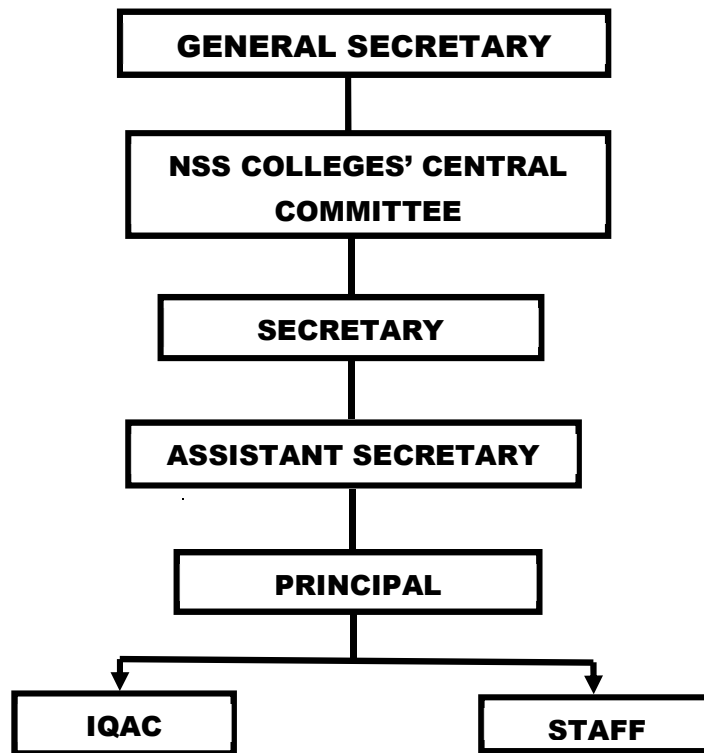 GENERAL SECRETARY
NSS COLLEGES’ CENTRAL
COMMITTEE
SECRETARY
ASSISTANT SECRETARY
PRINCIPAL
IQAC
STAFF